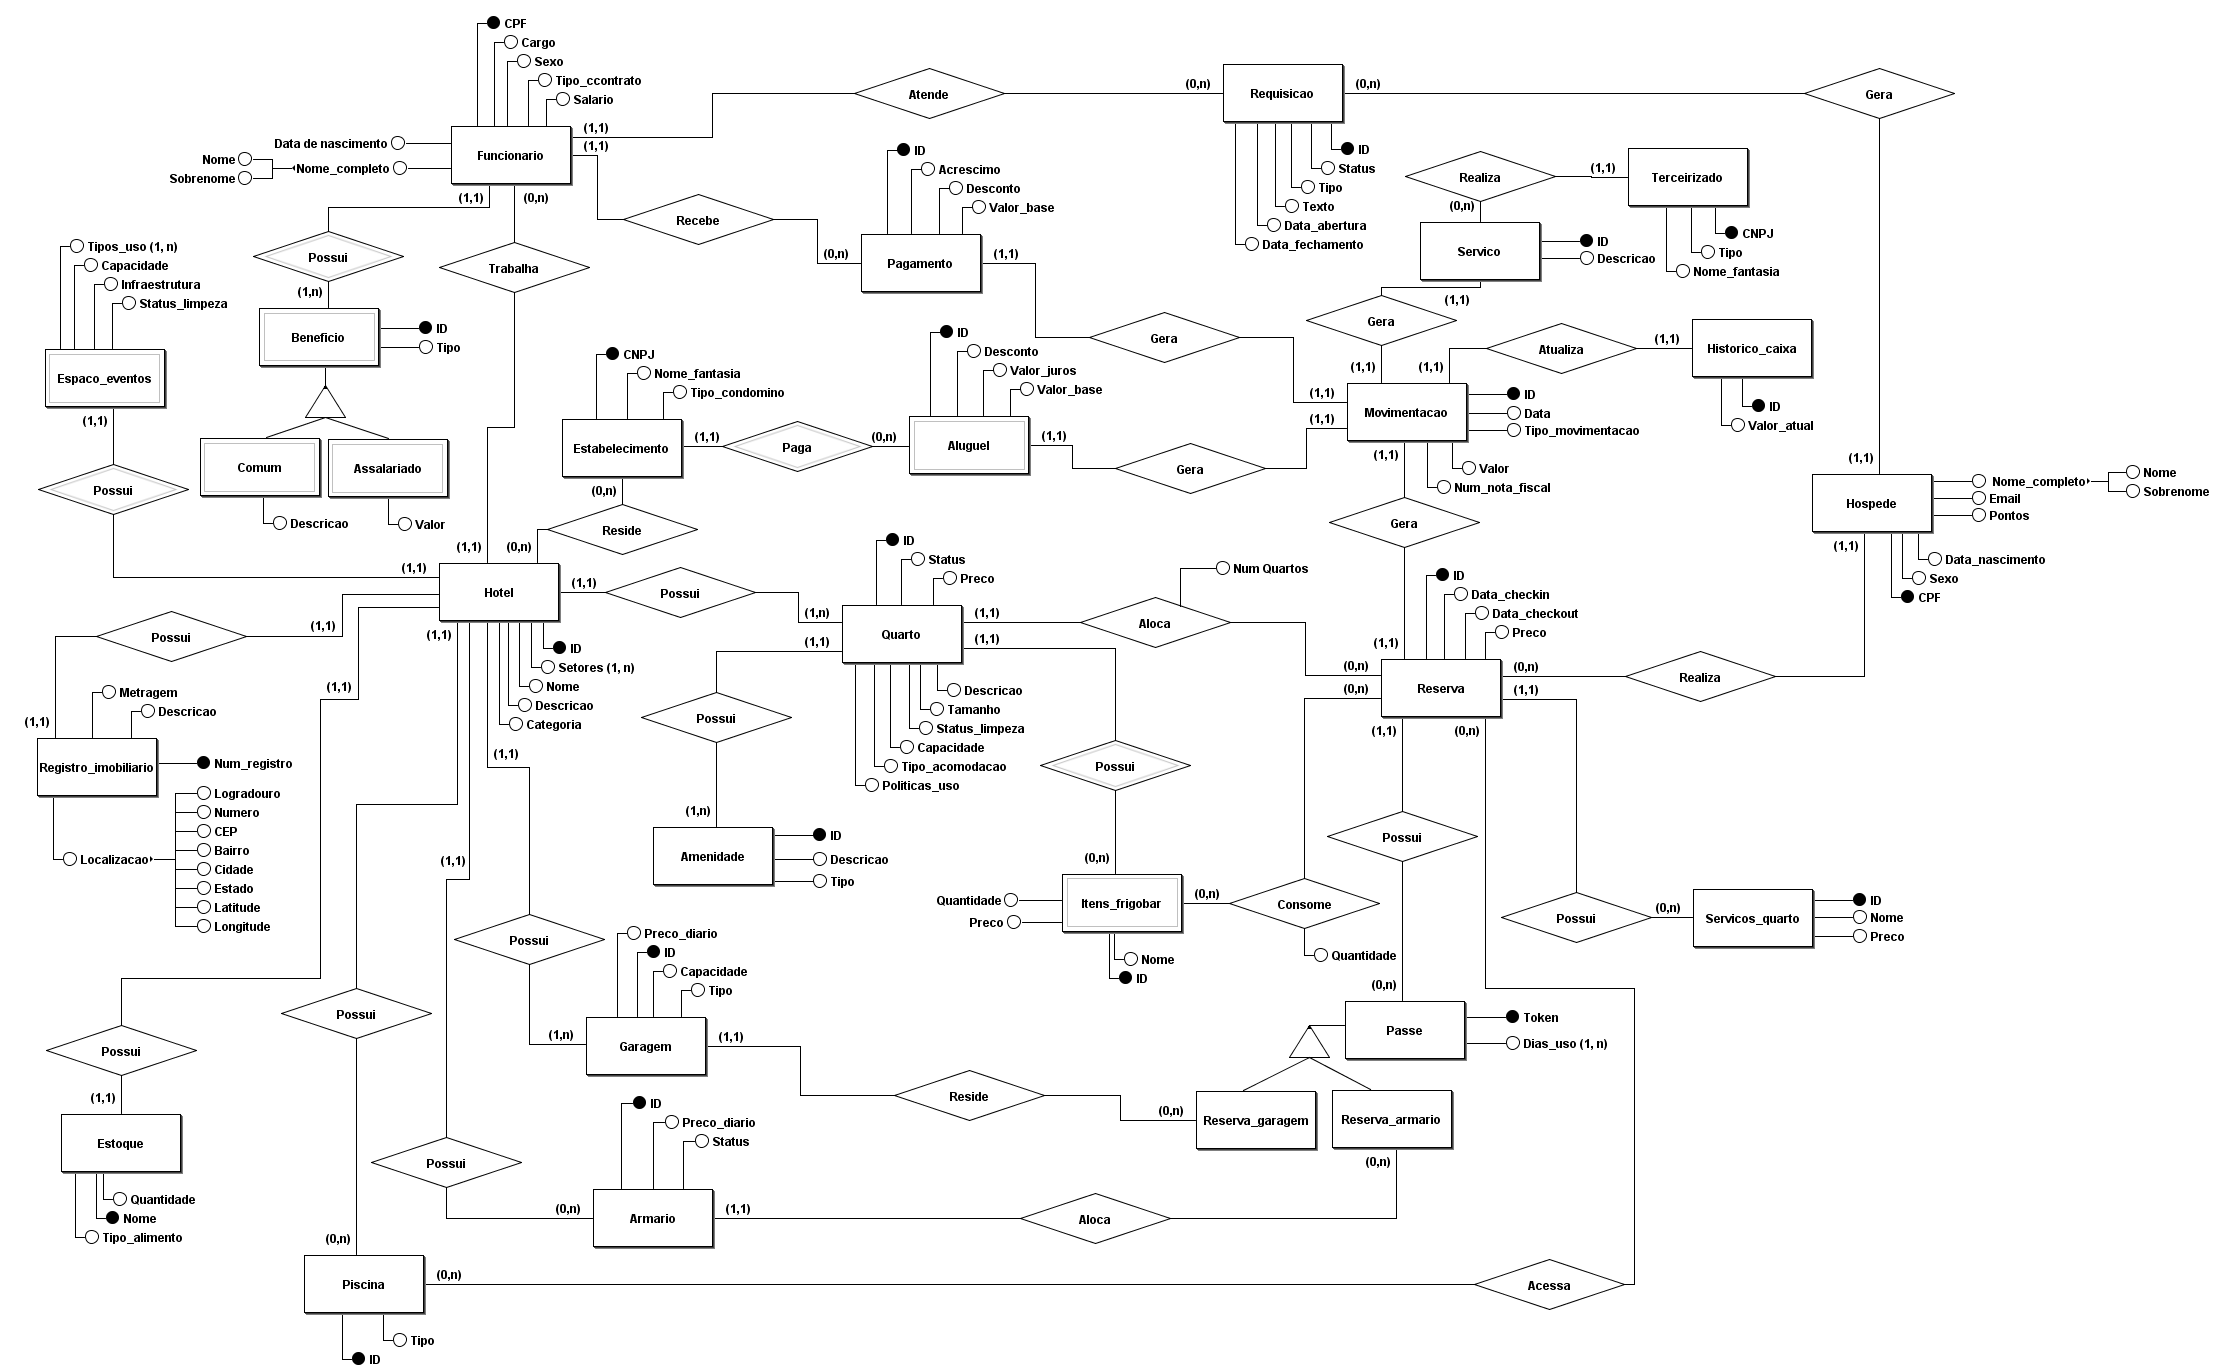 CPF
Cargo
Sexo
Tipo_ccontrato
Salario
Data de nascimento
Nome
Sobrenome
Nome_completo
Funcionario
(1,1)
(1,1)
(1,1)
(0,n)
Atende
(0,n)
Requisicao
(0,n)
Gera
ID
Status
Tipo
Texto
Data_abertura
Data_fechamento
Recebe
(0,n)
ID
Acrescimo
Desconto
Valor_base
Pagamento
(1,1)
Realiza
(1,1)
Terceirizado
CNPJ
Tipo
Nome_fantasia
(0,n)
Servico
ID
Descricao
(1,1)
Gera
(1,1)
Gera
(1,1)
Possui
(1,n)
Trabalha
Tipos_uso (1, n)
Capacidade
Infraestrutura
Status_limpeza
Espaco_eventos
(1,1)
Possui
(1,1)
Beneficio
ID
Tipo
Comum
Assalariado
Descricao
Valor
CNPJ
Nome_fantasia
Tipo_condomino
Estabelecimento
(1,1)
(0,n)
Paga
(0,n)
ID
Desconto
Valor_juros
Valor_base
Aluguel
(1,1)
Gera
(1,1)
Movimentacao
(1,1)
Atualiza
(1,1)
Historico_caixa
ID
Valor_atual
ID
Data
Tipo_movimentacao
Valor
Num_nota_fiscal
(1,1)
Gera
(1,1)
(1,1)
Hospede
Nome_completo
Nome
Sobrenome
Email
Pontos
Data_nascimento
Sexo
CPF
(1,1)
Reside
(0,n)
(1,1)
Hotel
(1,1)
Possui
(1,n)
ID
Status
Preco
Quarto
(1,1)
(1,1)
(1,1)
Descricao
Tamanho
Status_limpeza
Capacidade
Tipo_acomodacao
Politicas_uso
Num Quartos
Aloca
(0,n)
ID
Data_checkin
Data_checkout
Preco
Reserva
(0,n)
Realiza
(0,n)
(1,1)
(1,1)
(0,n)
ID
Setores (1, n)
Nome
Descricao
Categoria
(1,1)
(1,1)
(1,1)
(1,1)
(1,1)
Possui
(1,1)
Metragem
Descricao
Registro_imobiliario
Num_registro
Localizacao
Logradouro
Numero
CEP
Bairro
Cidade
Estado
Latitude
Longitude
Possui
(1,n)
Amenidade
ID
Descricao
Tipo
Possui
(0,n)
Itens_frigobar
Quantidade
Preco
Nome
ID
(0,n)
Consome
Quantidade
Possui
(0,n)
Possui
(0,n)
Servicos_quarto
ID
Nome
Preco
Passe
Token
Dias_uso (1, n)
Reserva_garagem
Reserva_armario
(0,n)
(0,n)
Possui
(1,n)
Preco_diario
ID
Capacidade
Tipo
Garagem
(1,1)
Reside
Possui
(0,n)
ID
Preco_diario
Status
Armario
(1,1)
Aloca
Possui
(1,1)
Estoque
Quantidade
Nome
Tipo_alimento
Possui
(0,n)
Piscina
(0,n)
Acessa
Tipo
ID